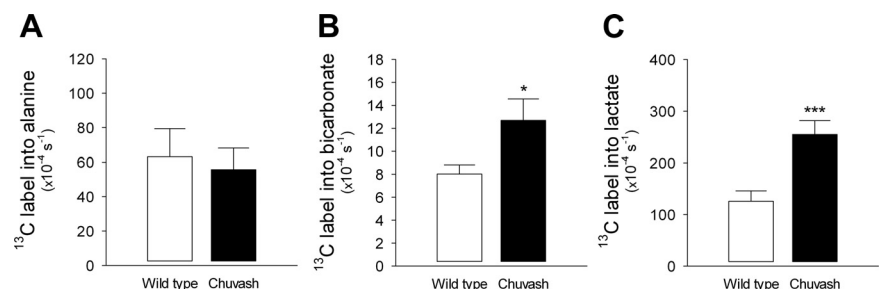 A
¹³C label into alanine
(x10⁻⁴ s⁻¹)
120
100
80
60
40
20
0
Wild type Chuvash
B
¹³C label into bicarbonate
(x10⁻⁴ s⁻¹)
18
16
14
12
10
8
6
4
2
0
*
Wild type Chuvash
C
¹³C label into lactate
(x10⁻⁴ s⁻¹)
400
300
200
100
0
***
Wild type Chuvash